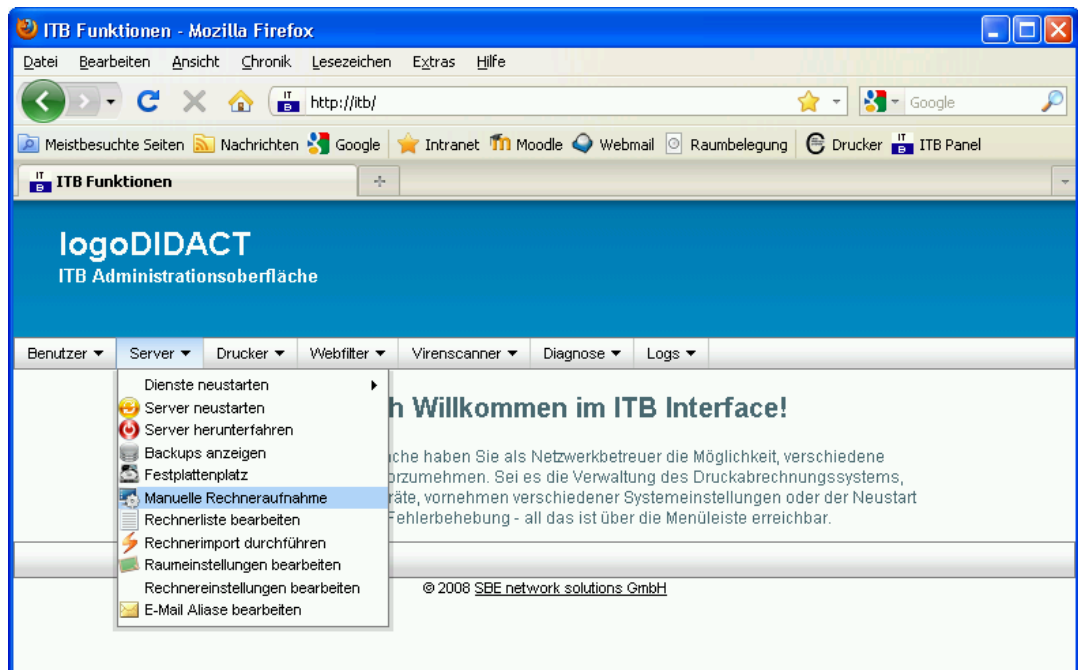 ITB Funktionen - Mozilla Firefox
Datei Bearbeiten Ansicht Chronik Lesezeichen Extras Hilfe
IT B http://itb/ Google
Meistbesuchte Seiten Nachrichten Google Intranet Moodle Webmail Raumbelegung Drucker IT B ITB Panel
IT B ITB Funktionen
logoDIDACT
ITB Administrationsoberfläche
Benutzer Server Drucker Webfilter Virenscanner Diagnose Logs
Dienste neustarten
Server neustarten
Server herunterfahren
Backups anzeigen
Festplattenplatz
Manuelle Rechneraufnahme
Rechnerliste bearbeiten
Rechnerimport durchführen
Raumeinstellungen bearbeiten
Rechnereinstellungen bearbeiten
E-Mail Aliase bearbeiten
h Willkommen im ITB Interface!
che haben Sie als Netzwerkbetreuer die Möglichkeit, verschiedene
orzumehmen. Sei es die Verwaltung des Druckabrechnungssystems,
räte, vornehmen verschiedener Systemeinstellungen oder der Neustart
Fehlerbehebung - all das ist über die Menüleiste erreichbar.
© 2008 SBE network solutions GmbH